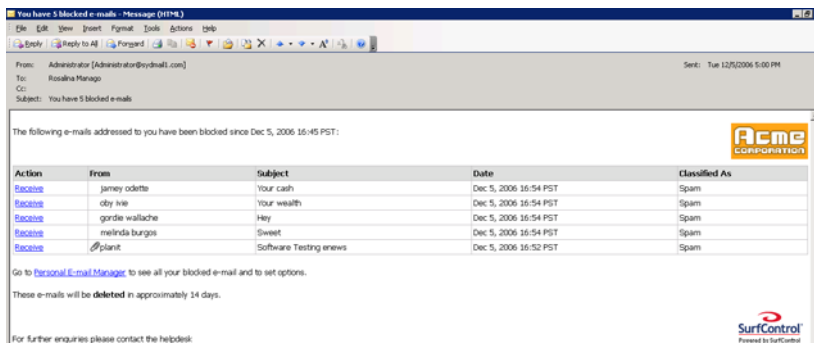 You have 5 blocked e-mails - Message (HTML)
File Edit View Insert Format Tools Actions Help
Reply Reply to All Forward
From: Administrator [Administrator@sydmail1.com] Sent: Tue 12/5/2006 5:00 PM
To: Rosalina Manago
Cc:
Subject: You have 5 blocked e-mails
The following e-mails addressed to you have been blocked since Dec 5, 2006 16:45 PST:
Acme
CORPORATION
Action From Subject Date Classified As
Receive jamey odette Your cash Dec 5, 2006 16:54 PST Spam
Receive oby ivie Your wealth Dec 5, 2006 16:54 PST Spam
Receive gordie wallache Hey Dec 5, 2006 16:54 PST Spam
Receive melinda burgos Sweet Dec 5, 2006 16:54 PST Spam
Receive planit Software Testing enews Dec 5, 2006 16:52 PST Spam
Go to Personal E-mail Manager to see all your blocked e-mail and to set options.
These e-mails will be deleted in approximately 14 days.
SurfControl
Powered by SurfControl
For further enquiries please contact the helpdesk